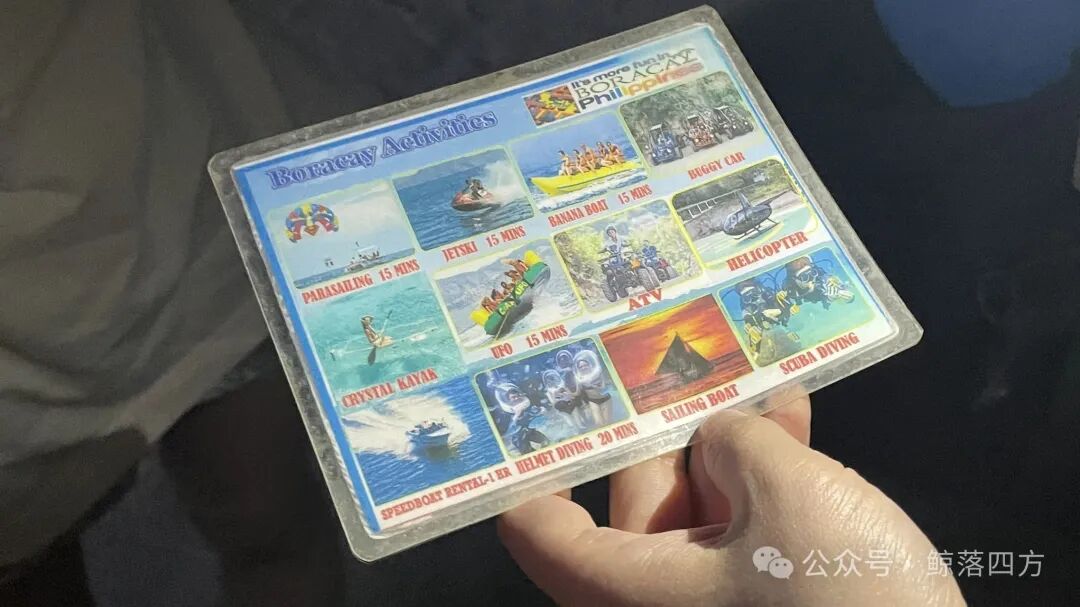 It's more fun in
BORACAY
Philippines
Boracay Activities
PARASAILING 15 MINS
JETSKI 15 MINS
BANANA BOAT 15 MINS
BUGGY CAR
CRYSTAL KAYAK
UFO 15 MINS
ATV
HELICOPTER
SPEEDBOAT RENTAL-1 HR
HELMET DIVING 20 MINS
SAILING BOAT
SCUBA DIVING
公众号 · 鲸落四方